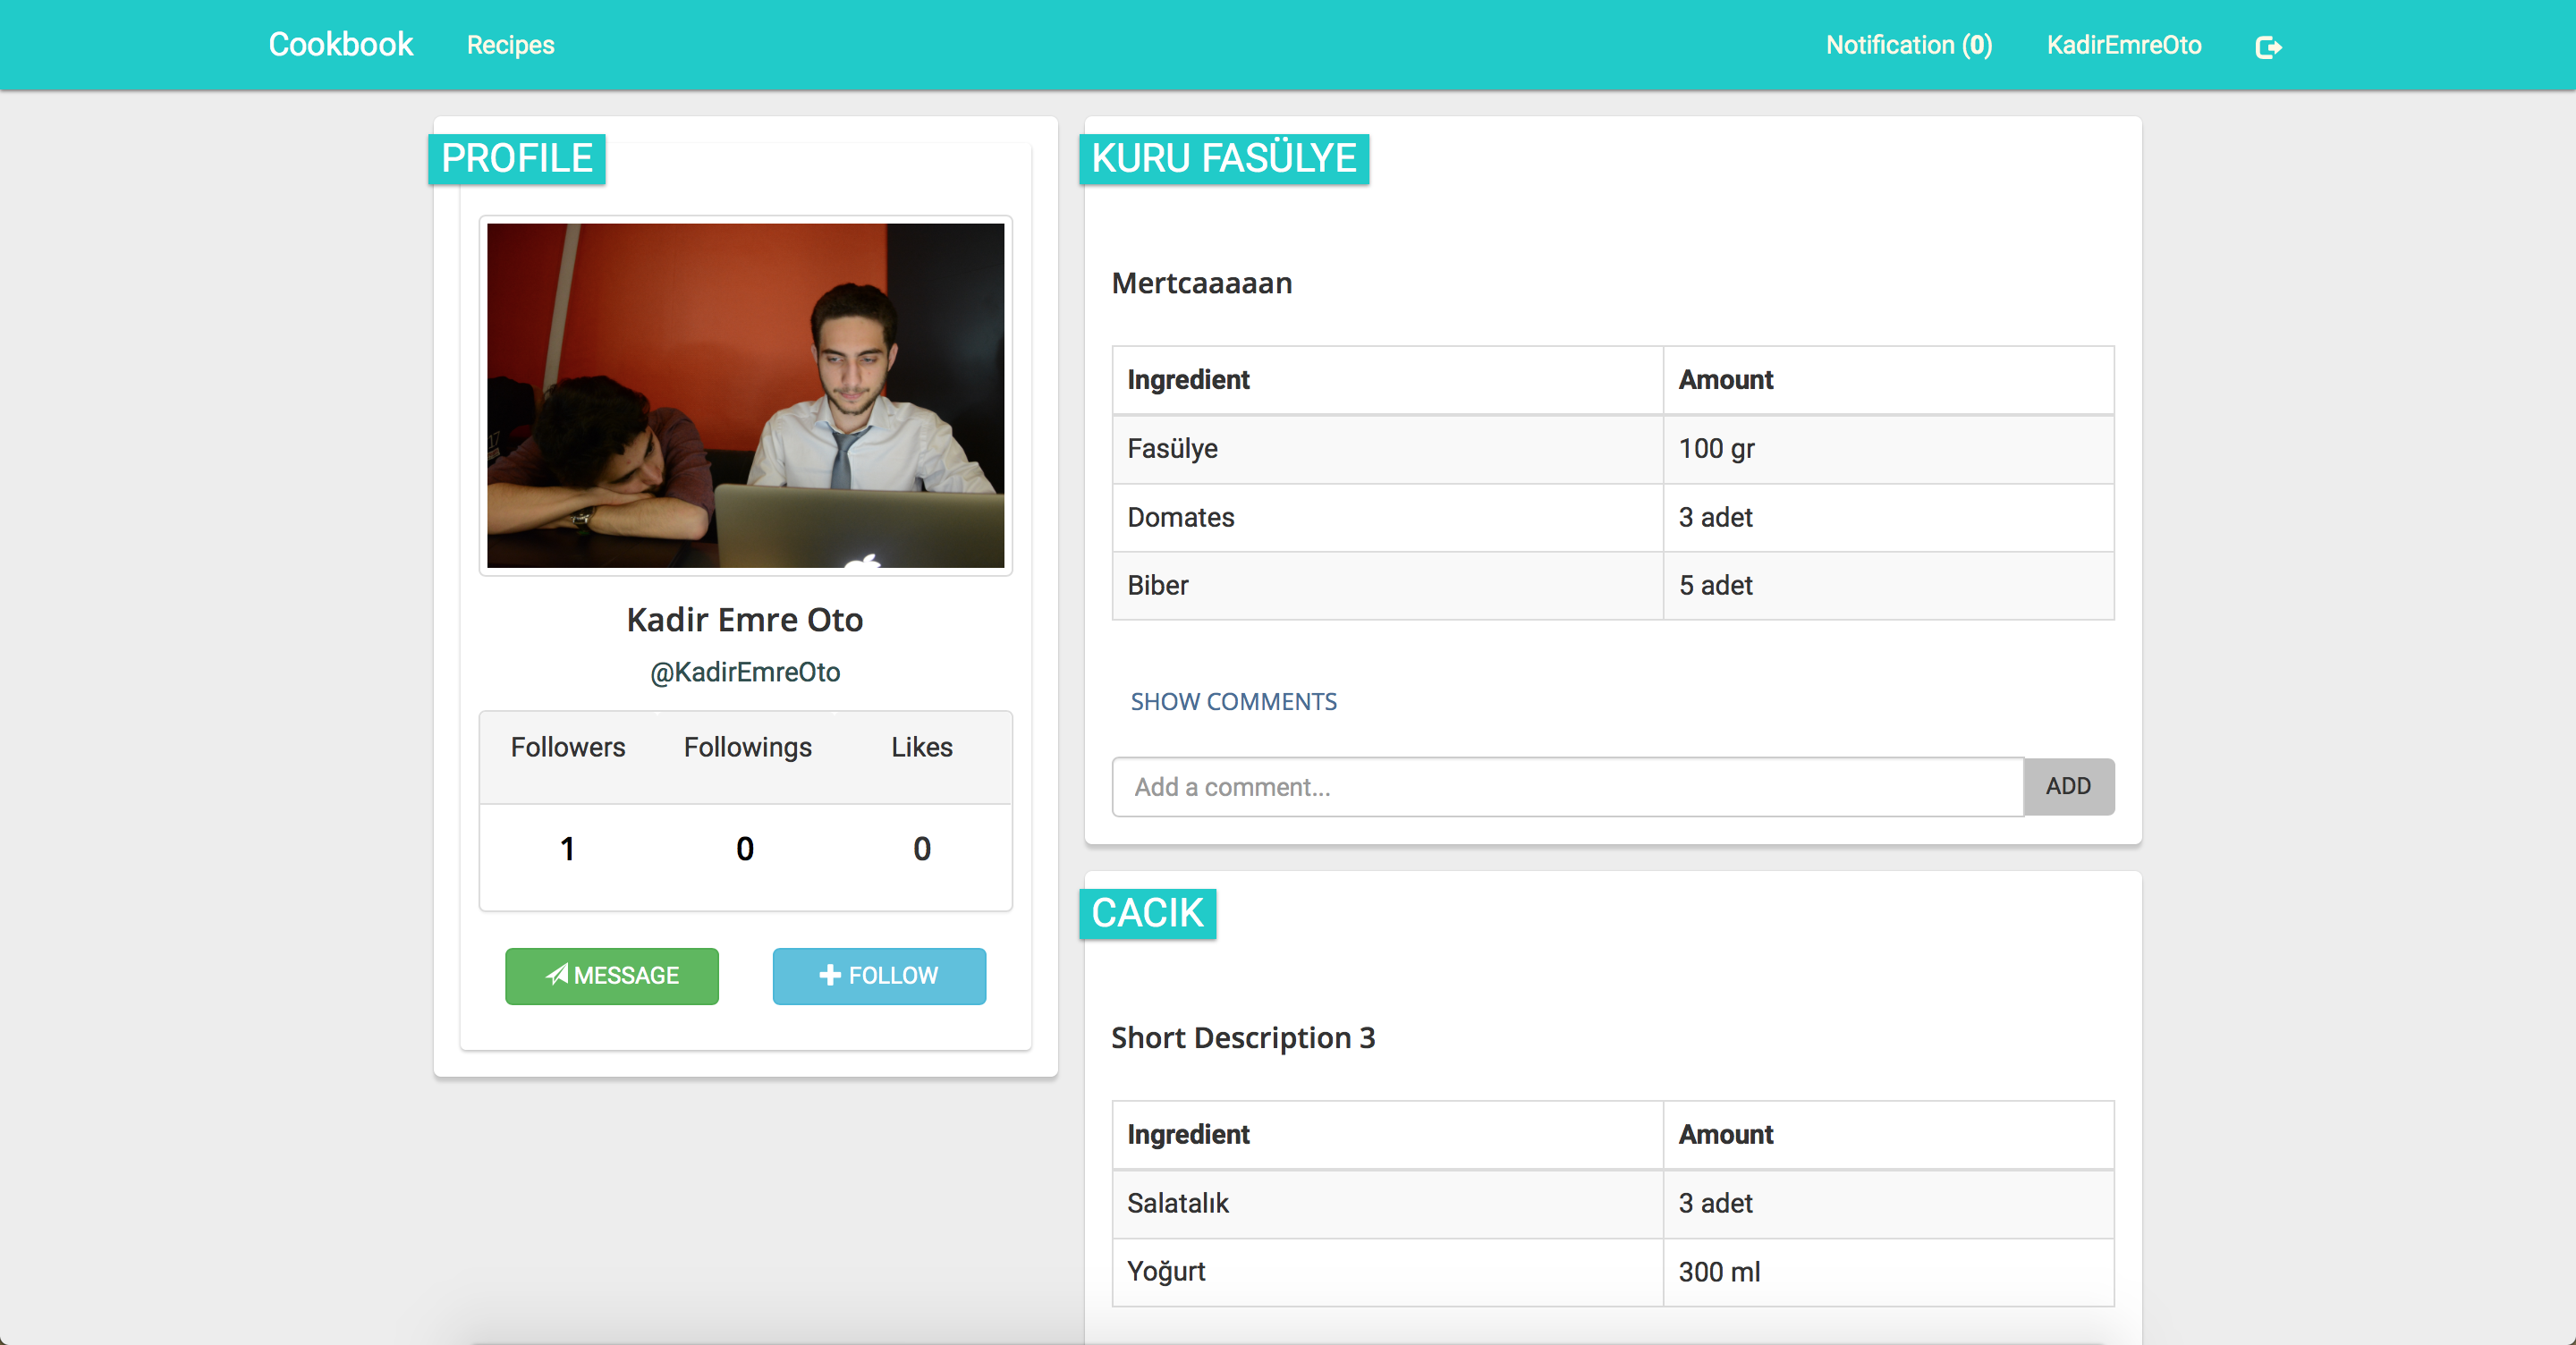 Cookbook Recipes Notification (0) KadirEmreOto
PROFILE
17
Kadir Emre Oto
@KadirEmreOto
Followers Followings Likes
1 0 0
MESSAGE FOLLOW
KURU FASÜLYE
Mertcaaaaan
Ingredient Amount
Fasülye 100 gr
Domates 3 adet
Biber 5 adet
SHOW COMMENTS
Add a comment... ADD
CACIK
Short Description 3
Ingredient Amount
Salatalık 3 adet
Yoğurt 300 ml